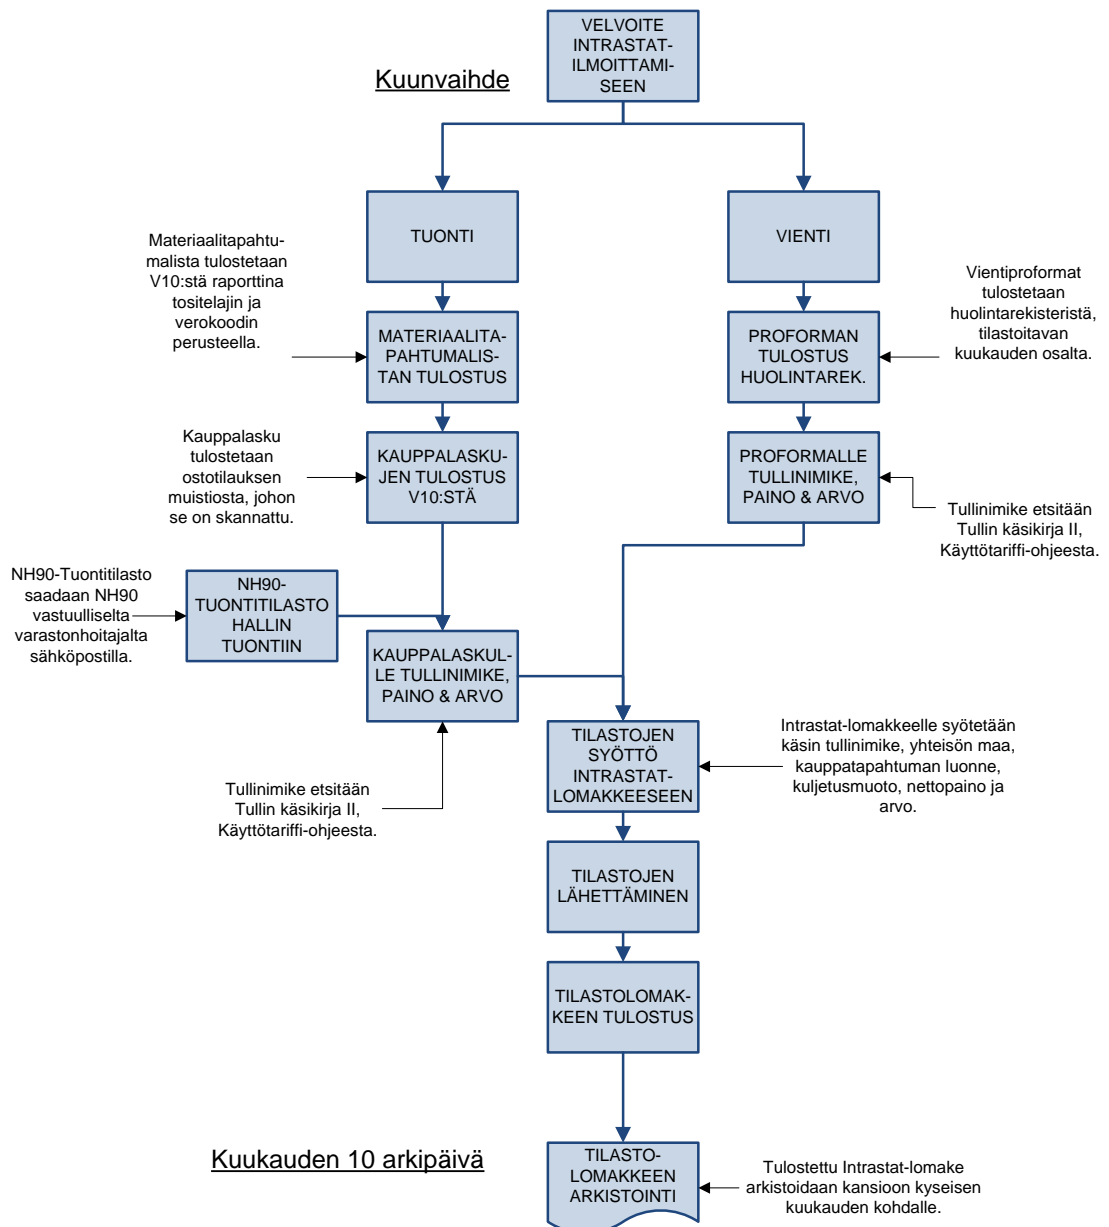 VELVOITE
INTRASTAT-
ILMOITTAMI-
SEEN
Kuunvaihde
TUONTI
VIENTI
Materiaalitapahtu-
malista tulostetaan
V10:stä raporttina
tositelajin ja
verokoodin
perusteella.
Vientiproformat
tulostetaan
huolintarekisteristä,
tilastoitavan
kuukauden osalta.
MATERIAALITA-
PAHTUMALIS-
TAN TULOSTUS
PROFORMAN
TULOSTUS
HUOLINTAREK.
Kauppalasku
tulostetaan
ostotilauksen
muistiosta, johon
se on skannattu.
KAUPPALASKU-
JEN TULOSTUS
V10:STÄ
PROFORMALLE
TULLINIMIKE,
PAINO & ARVO
Tullinimike etsitään
Tullin käsikirja II,
Käyttötariffi-ohjeesta.
NH90-Tuontitilasto
saadaan NH90
vastuulliselta
varastonhoitajalta
sähköpostilla.
NH90-
TUONTITILASTO
HALLIN
TUONTIIN
KAUPPALASKUL-
LE TULLINIMIKE,
PAINO & ARVO
Tullinimike etsitään
Tullin käsikirja II,
Käyttötariffi-ohjeesta.
TILASTOJEN
SYÖTTÖ
INTRASTAT-
LOMAKKEESEEN
Intrastat-lomakkeelle syötetään
käsin tullinimike, yhteisön maa,
kauppatapahtuman luonne,
kuljetusmuoto, nettopaino ja
arvo.
TILASTOJEN
LÄHETTÄMINEN
TILASTOLOMAK-
KEEN TULOSTUS
Kuukauden 10 arkipäivä
TILASTO-
LOMAKKEEN
ARKISTOINTI
Tulostettu Intrastat-lomake
arkistoidaan kansioon kyseisen
kuukauden kohdalle.